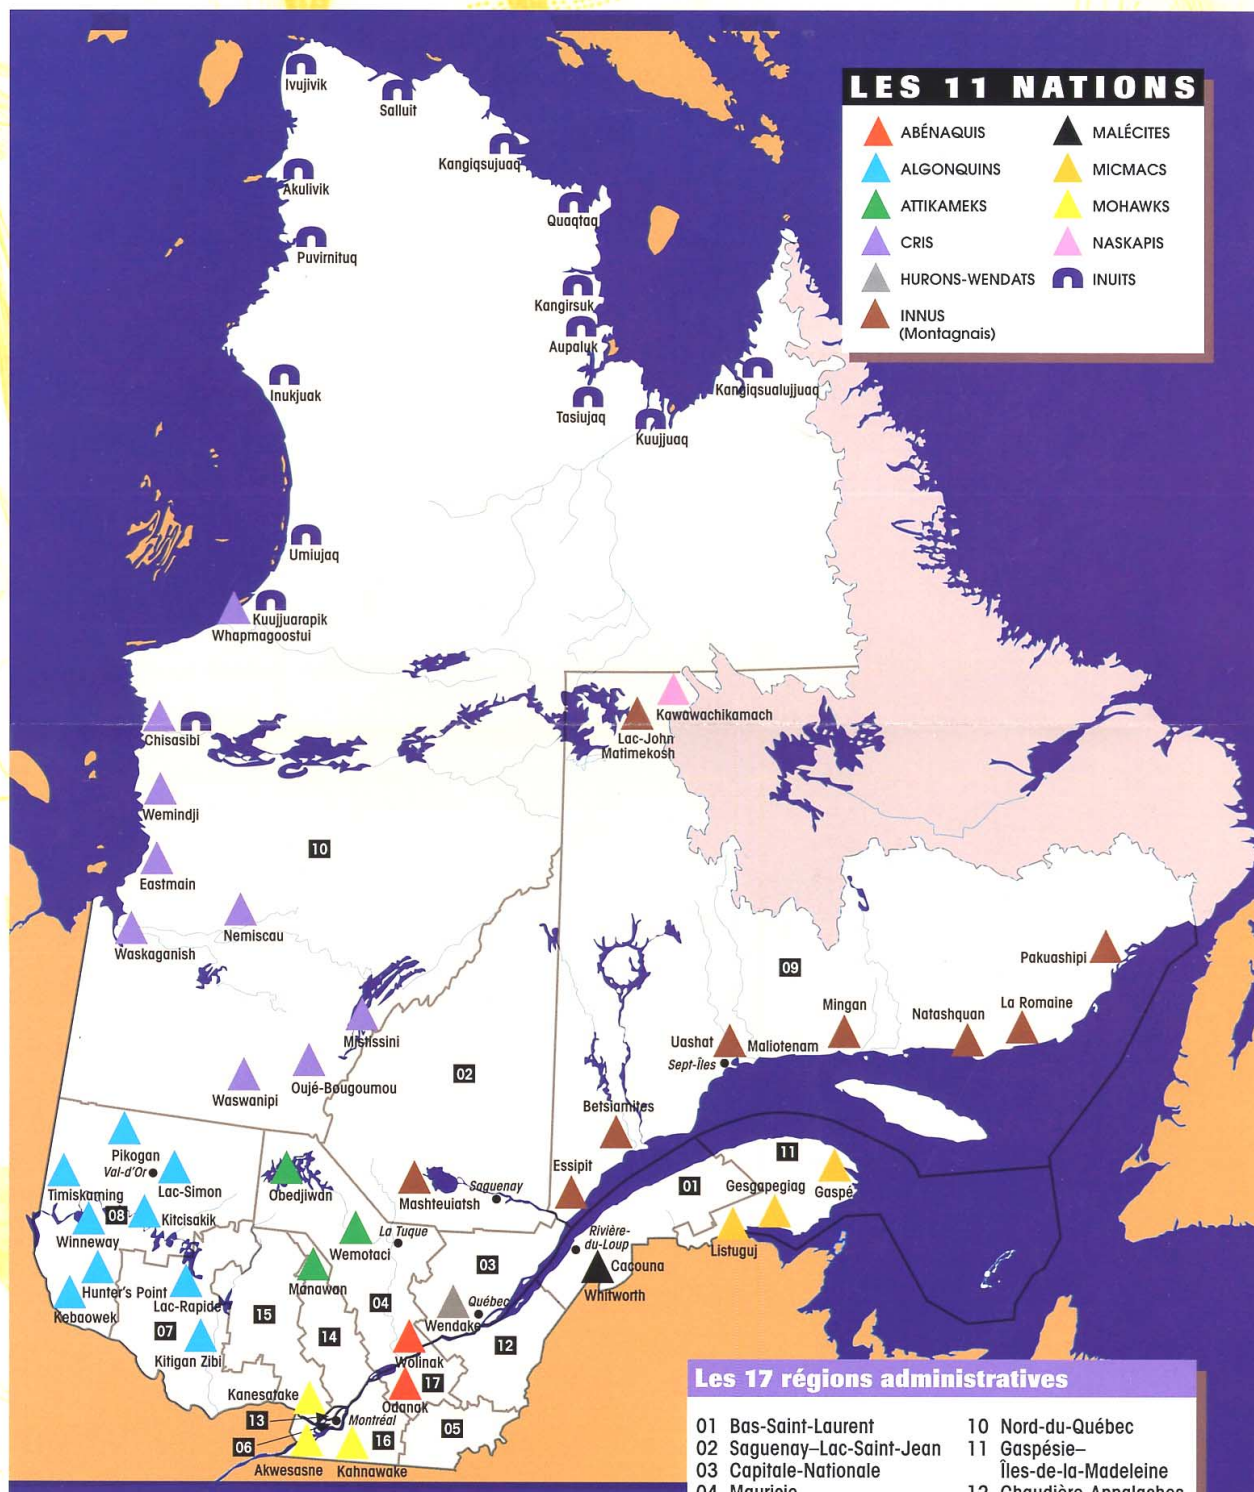 LES 11 NATIONS
ABÉNAQUIS
ALGONQUINS
ATTIKAMEKS
CRIS
HURONS-WENDATS
INNUS
(Montagnais)
MALÉCITES
MICMACS
MOHAWKS
NASKAPIS
INUITS
Ivujivik
Salluit
Kangiqsujuaq
Akulivik
Quaqtaq
Puvirnituq
Kangirsuk
Aupaluk
Inukjuak
Tasiujaq
Kangiqsualujjuaq
Kuujjuaq
Umiujaq
Kuujjuarapik
Whapmagoostui
Kawawachikamach
Lac-John
Matimekosh
Chisasibi
Wemindji
10
Eastmain
Nemiscau
Waskaganish
Pakuashipi
09
Mistissini
Mingan
Natashquan
La Romaine
Uashat
Maliotenam
Sept-Îles
02
Oujé-Bougoumou
Waswanipi
Betsiamites
Pikogan
Val-d'Or
Lac-Simon
Timiskaming
08
Kitcisakik
Winneway
Obedjiwan
Mashteuiatsh
Saguenay
Essipit
01
11
Gesgapegiag
Gaspé
Listuguj
Wemotaci
La Tuque
Rivière-
du-Loup
Cacouna
Whitworth
03
Hunter's Point
Kebaowek
Lac-Rapide
Manawan
04
15
14
07
Kitigan Zibi
Québec
Wendake
12
Wolinak
17
Odanak
Kanesatake
13
Montréal
06
16
05
Akwesasne
Kahnawake
Les 17 régions administratives
01 Bas-Saint-Laurent
02 Saguenay–Lac-Saint-Jean
03 Capitale-Nationale
04 Mauricie
10 Nord-du-Québec
11 Gaspésie–
Îles-de-la-Madeleine
12 Chaudière-Appalaches